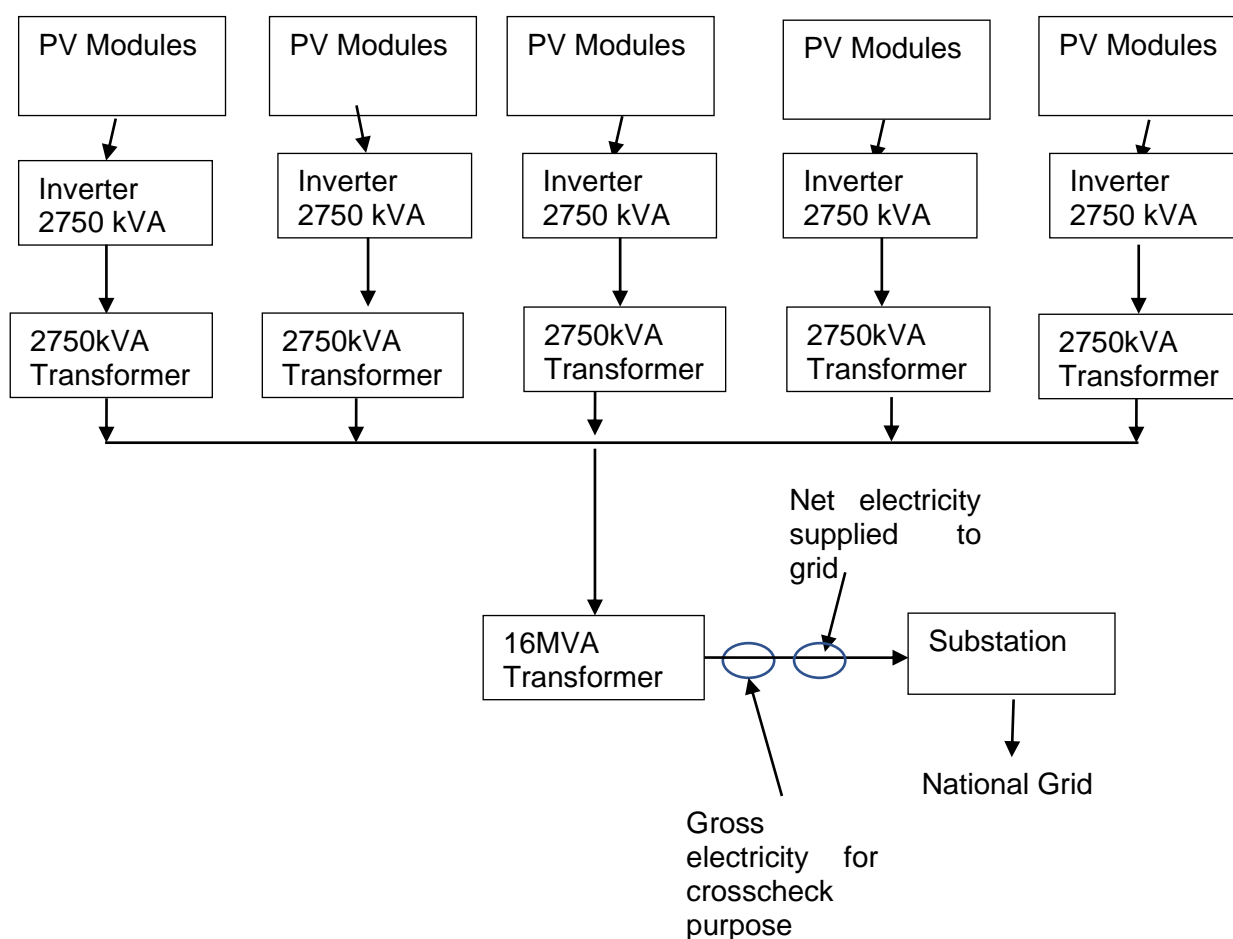 PV Modules
PV Modules
PV Modules
PV Modules
PV Modules
Inverter
2750 kVA
Inverter
2750 kVA
Inverter
2750 kVA
Inverter
2750 kVA
Inverter
2750 kVA
2750kVA
Transformer
2750kVA
Transformer
2750kVA
Transformer
2750kVA
Transformer
2750kVA
Transformer
Net electricity
supplied to
grid
16MVA
Transformer
Substation
National Grid
Gross
electricity for
crosscheck
purpose